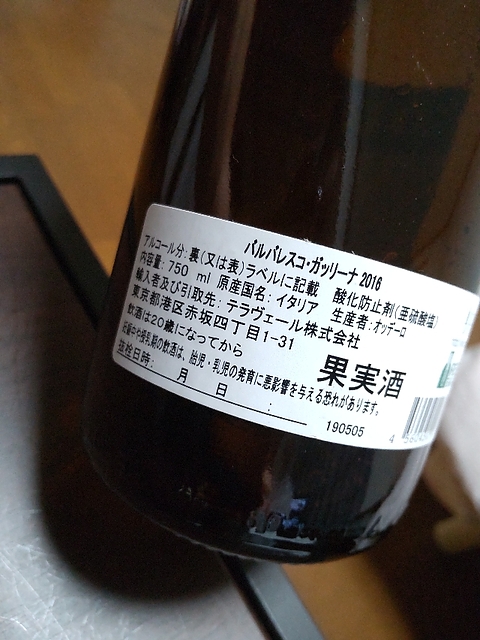 バルバレスコ・ガッリーナ 2016
アルコール分: 裏(又は表)ラベルに記載 酸化防止剤(亜硫酸塩)
内容量: 750 ml 原産国名: イタリア 生産者: オッデーロ
輸入者及び引取先: テラヴェール株式会社
東京都港区赤坂四丁目1-31
飲酒は20歳になってから
妊娠中や授乳期の飲酒は、胎児・乳児の発育に悪影響を与える恐れがあります。
果実酒
抜栓日時: 月 日 :
190505